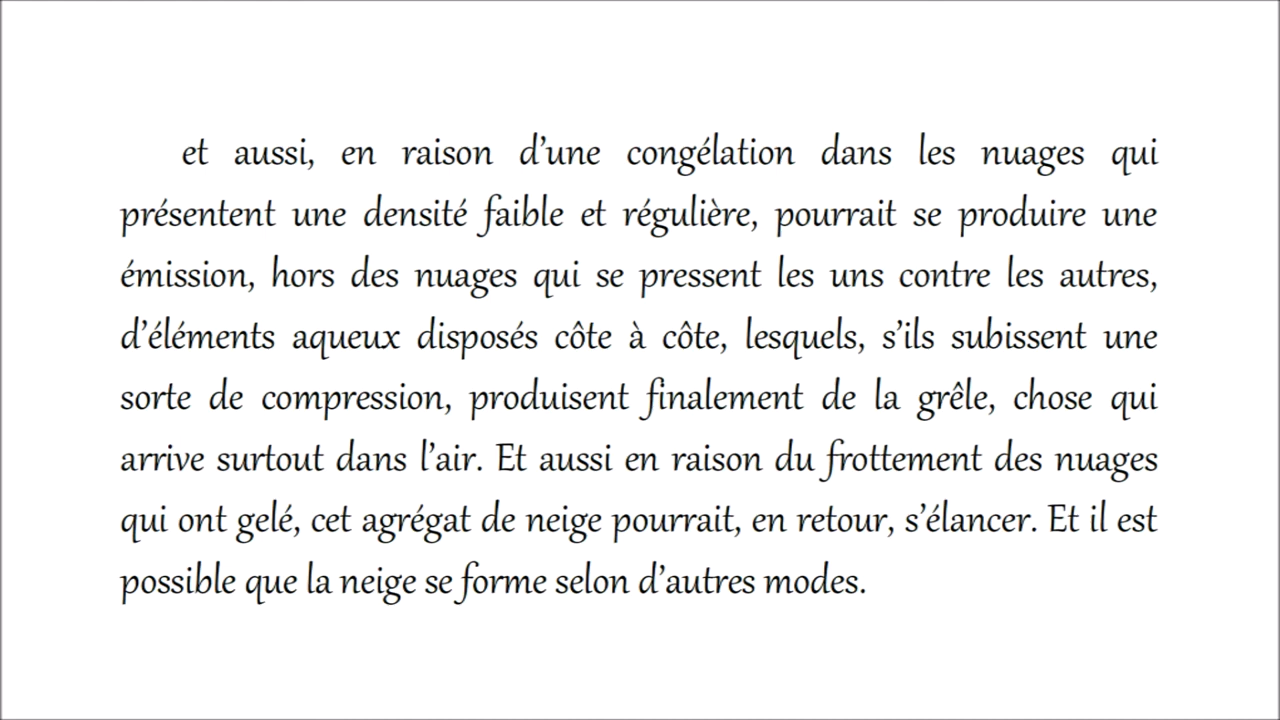 et aussi, en raison d’une congélation dans les nuages qui
présentent une densité faible et régulière, pourrait se produire une
émission, hors des nuages qui se pressent les uns contre les autres,
d’éléments aqueux disposés côte à côte, lesquels, s’ils subissent une
sorte de compression, produisent finalement de la grêle, chose qui
arrive surtout dans l’air. Et aussi en raison du frottement des nuages
qui ont gelé, cet agrégat de neige pourrait, en retour, s’élancer. Et il est
possible que la neige se forme selon d’autres modes.